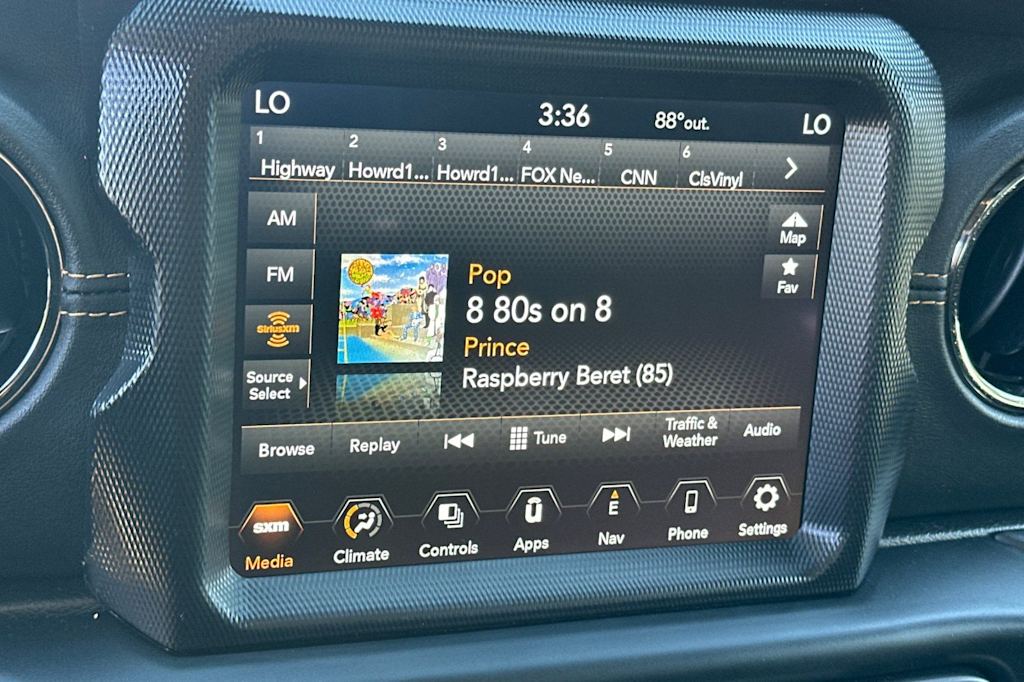 LO 3:36 88° out. LO
1 2 3 4 5 6
Highway Howrd1... Howrd1... FOX Ne... CNN ClsVinyl
AM
Map
FM
Fav
Pop
8 80s on 8
SiriusXM
Prince
Raspberry Beret (85)
Source
Select
Browse Replay Tune Traffic & Weather Audio
sxm E
Media Climate Controls Apps Nav Phone Settings